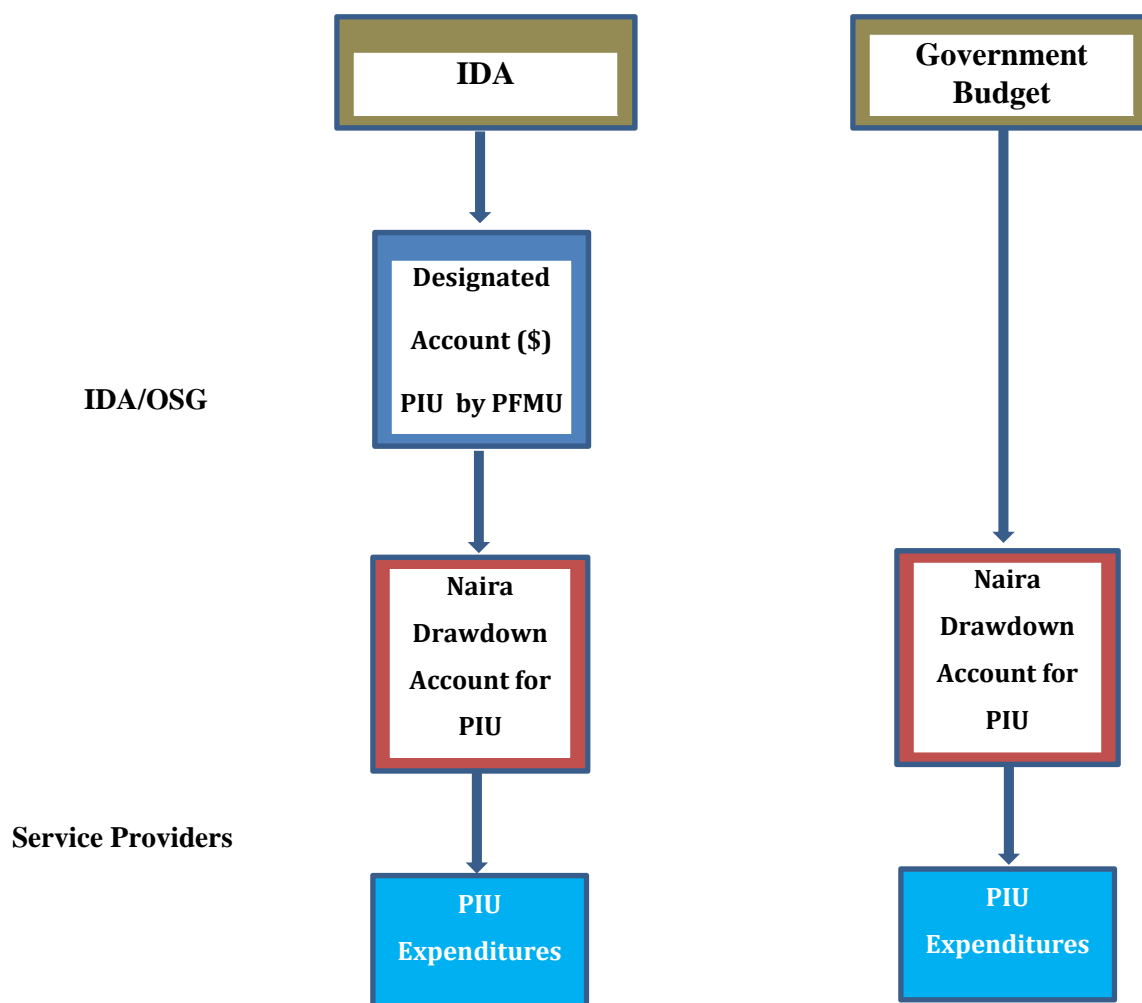 IDA
Government
Budget
Designated
Account ($)
PIU by PFMU
IDA/OSG
Naira
Drawdown
Account for
PIU
Naira
Drawdown
Account for
PIU
Service Providers
PIU
Expenditures
PIU
Expenditures